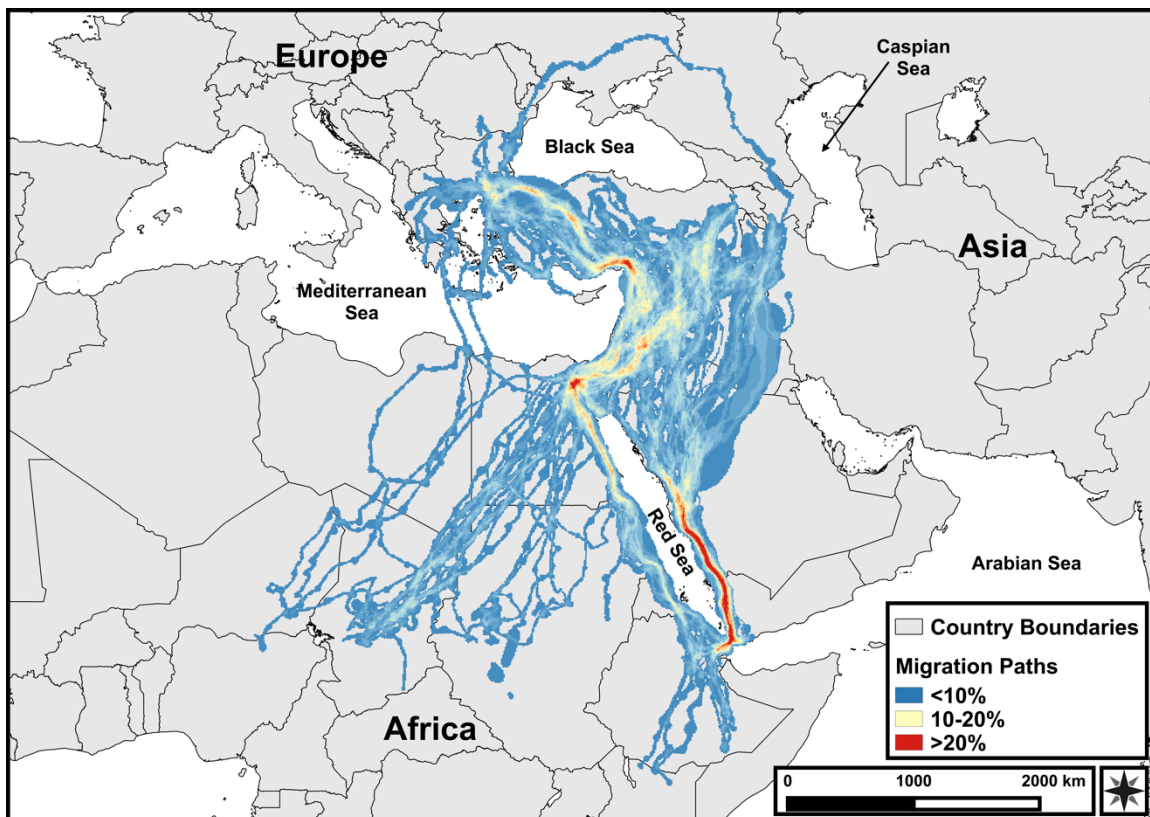 Europe
Caspian
Sea
Black Sea
Asia
Mediterranean
Sea
Red Sea
Arabian Sea
Africa
Country Boundaries
Migration Paths
<10%
10-20%
>20%
0 1000 2000 km